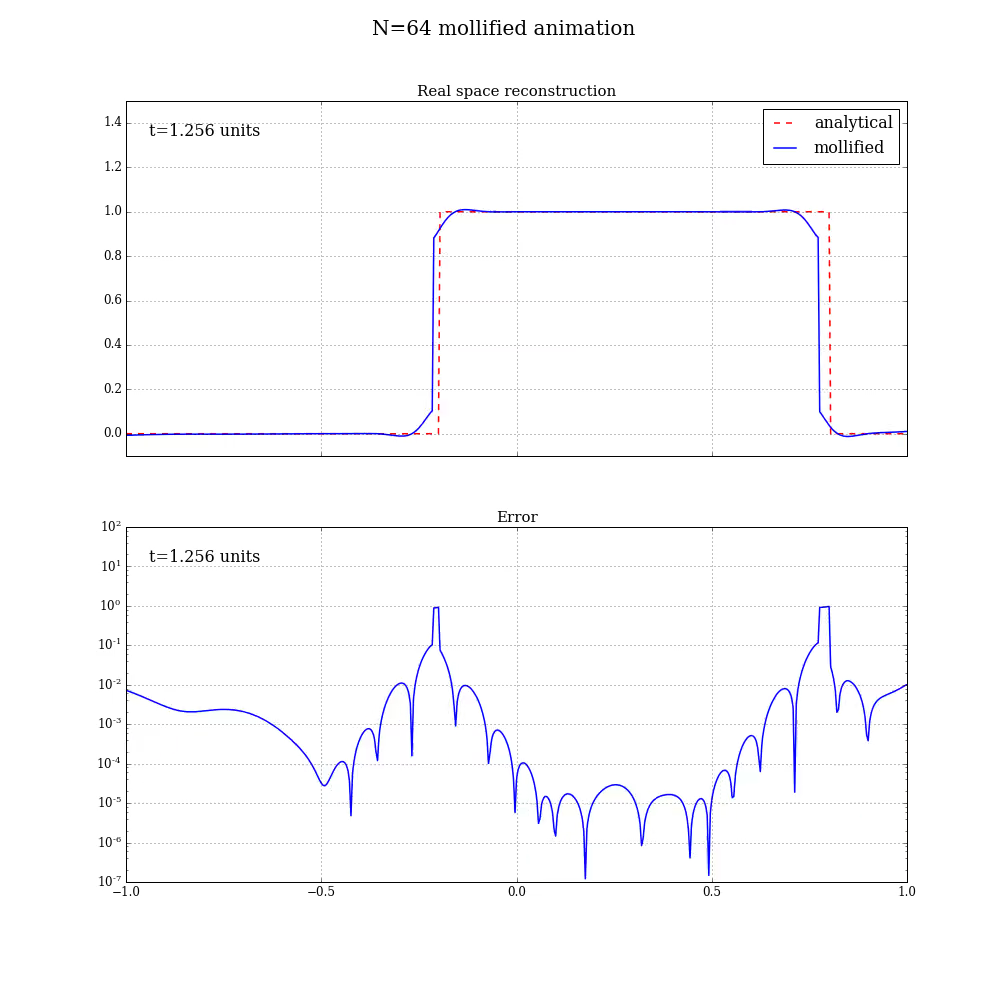 N=64 mollified animation
Real space reconstruction
t=1.256 units
analytical
mollified
1.4
1.2
1.0
0.8
0.6
0.4
0.2
0.0
Error
t=1.256 units
10²
10¹
10⁰
10⁻¹
10⁻²
10⁻³
10⁻⁴
10⁻⁵
10⁻⁶
10⁻⁷
−1.0 −0.5 0.0 0.5 1.0